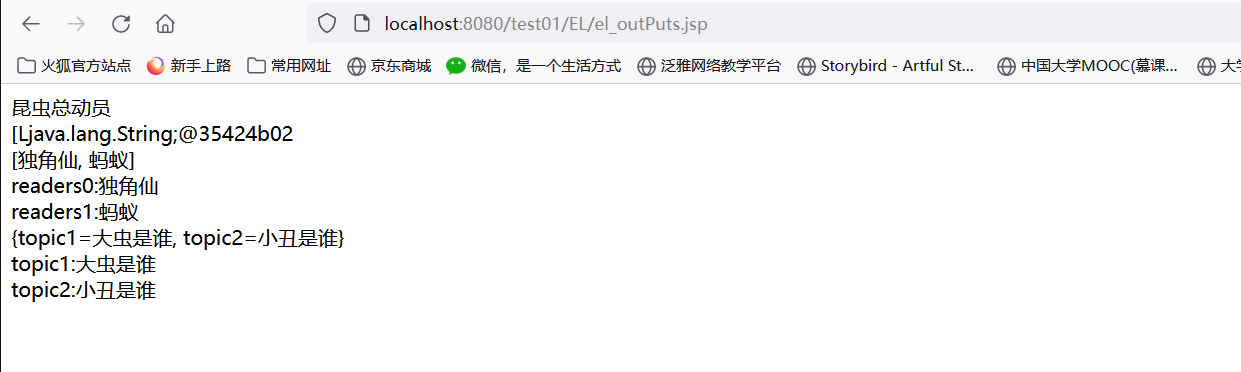 localhost:8080/test01/EL/el_outPuts.jsp
火狐官方站点 新手上路 常用网址 京东商城 微信，是一个生活方式 泛雅网络教学平台 Storybird - Artful St... 中国大学MOOC(慕课... 大学
昆虫总动员
[Ljava.lang.String;@35424b02
[独角仙, 蚂蚁]
readers0:独角仙
readers1:蚂蚁
{topic1=大虫是谁, topic2=小丑是谁}
topic1:大虫是谁
topic2:小丑是谁